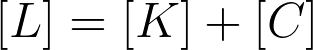 [L] = [K] + [C]